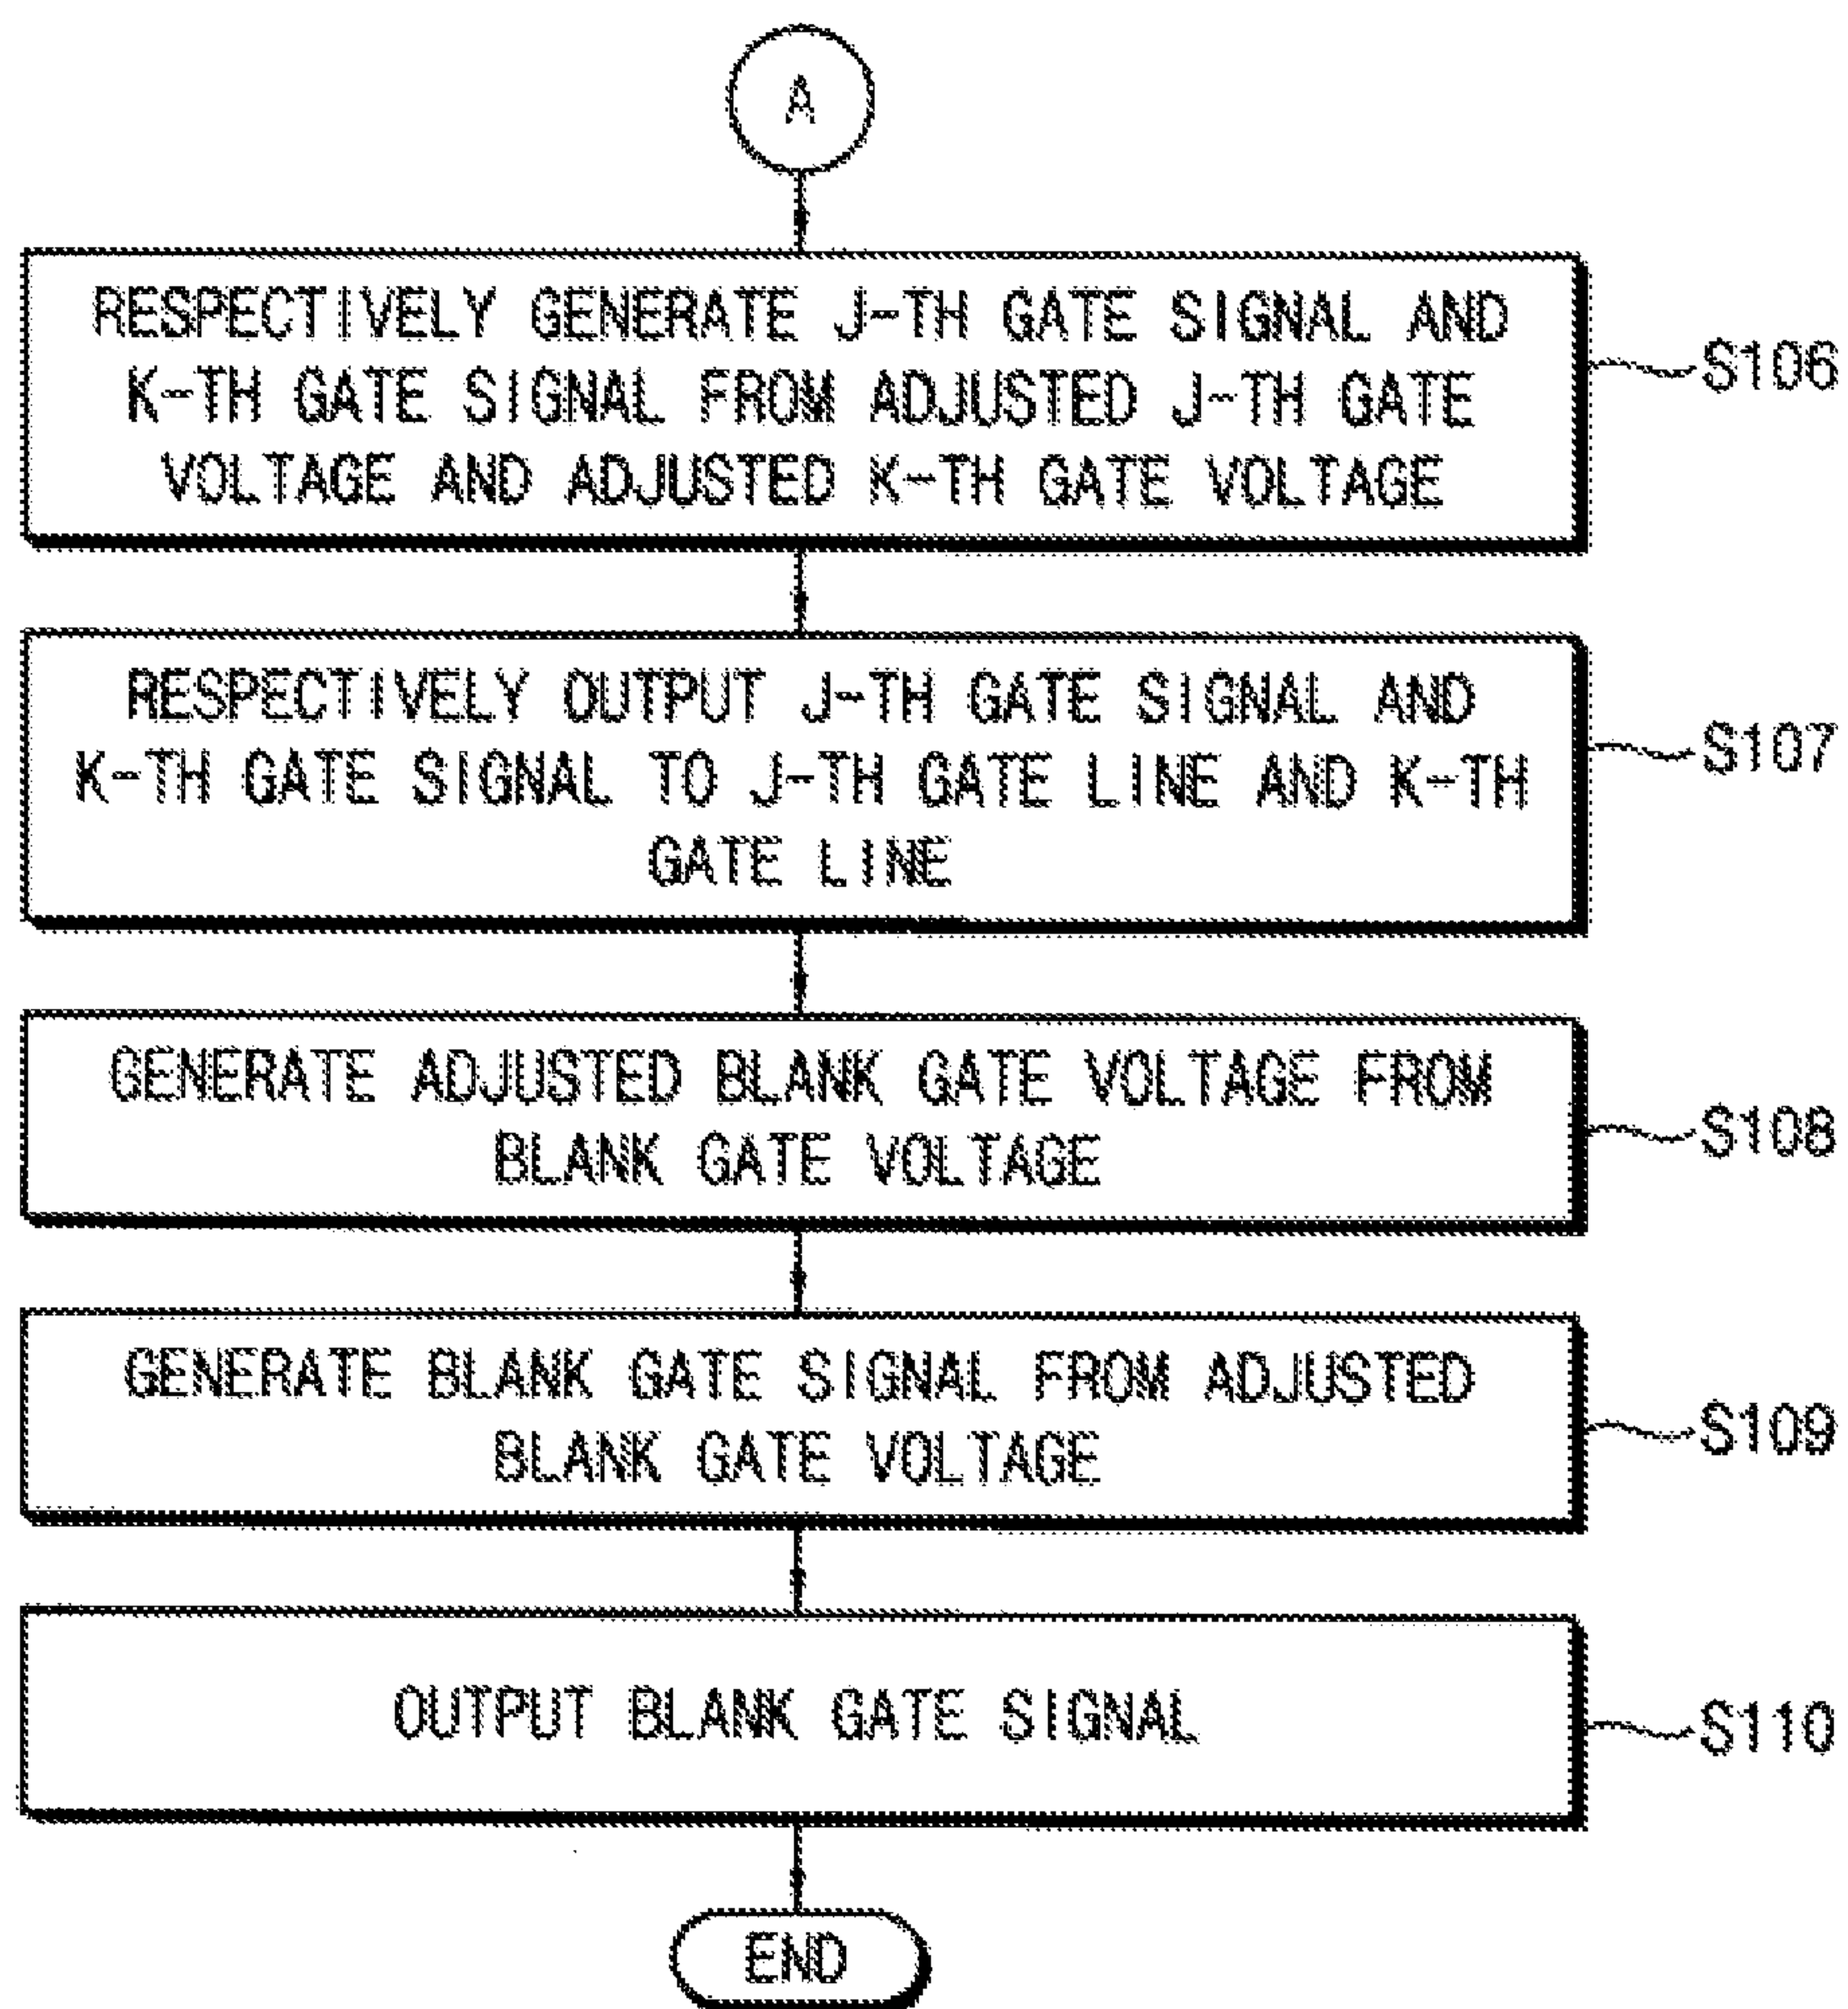 A
RESPECTIVELY GENERATE J-TH GATE SIGNAL AND
K-TH GATE SIGNAL FROM ADJUSTED J-TH GATE
VOLTAGE AND ADJUSTED K-TH GATE VOLTAGE
S106
RESPECTIVELY OUTPUT J-TH GATE SIGNAL AND
K-TH GATE SIGNAL TO J-TH GATE LINE AND K-TH
GATE LINE
S107
GENERATE ADJUSTED BLANK GATE VOLTAGE FROM
BLANK GATE VOLTAGE
S108
GENERATE BLANK GATE SIGNAL FROM ADJUSTED
BLANK GATE VOLTAGE
S109
OUTPUT BLANK GATE SIGNAL
S110
END